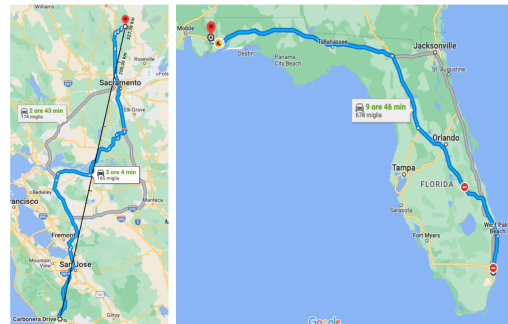 Williams
Roseville
Sacramento
Elk Grove
2 ore 43 min
174 miglia
3 ore 4 min
185 miglia
Berkeley
rancisco
Manteca
Fremont
Mountain
View
San Jose
Gilroy
Carbonera Drive
Mobile
Destin
Panama
City Beach
Tallahassee
Jacksonville
St. Augustine
9 ore 46 min
678 miglia
Orlando
Tampa
FLORIDA
Sarasota
Fort Myers
West Palm
Beach
Google